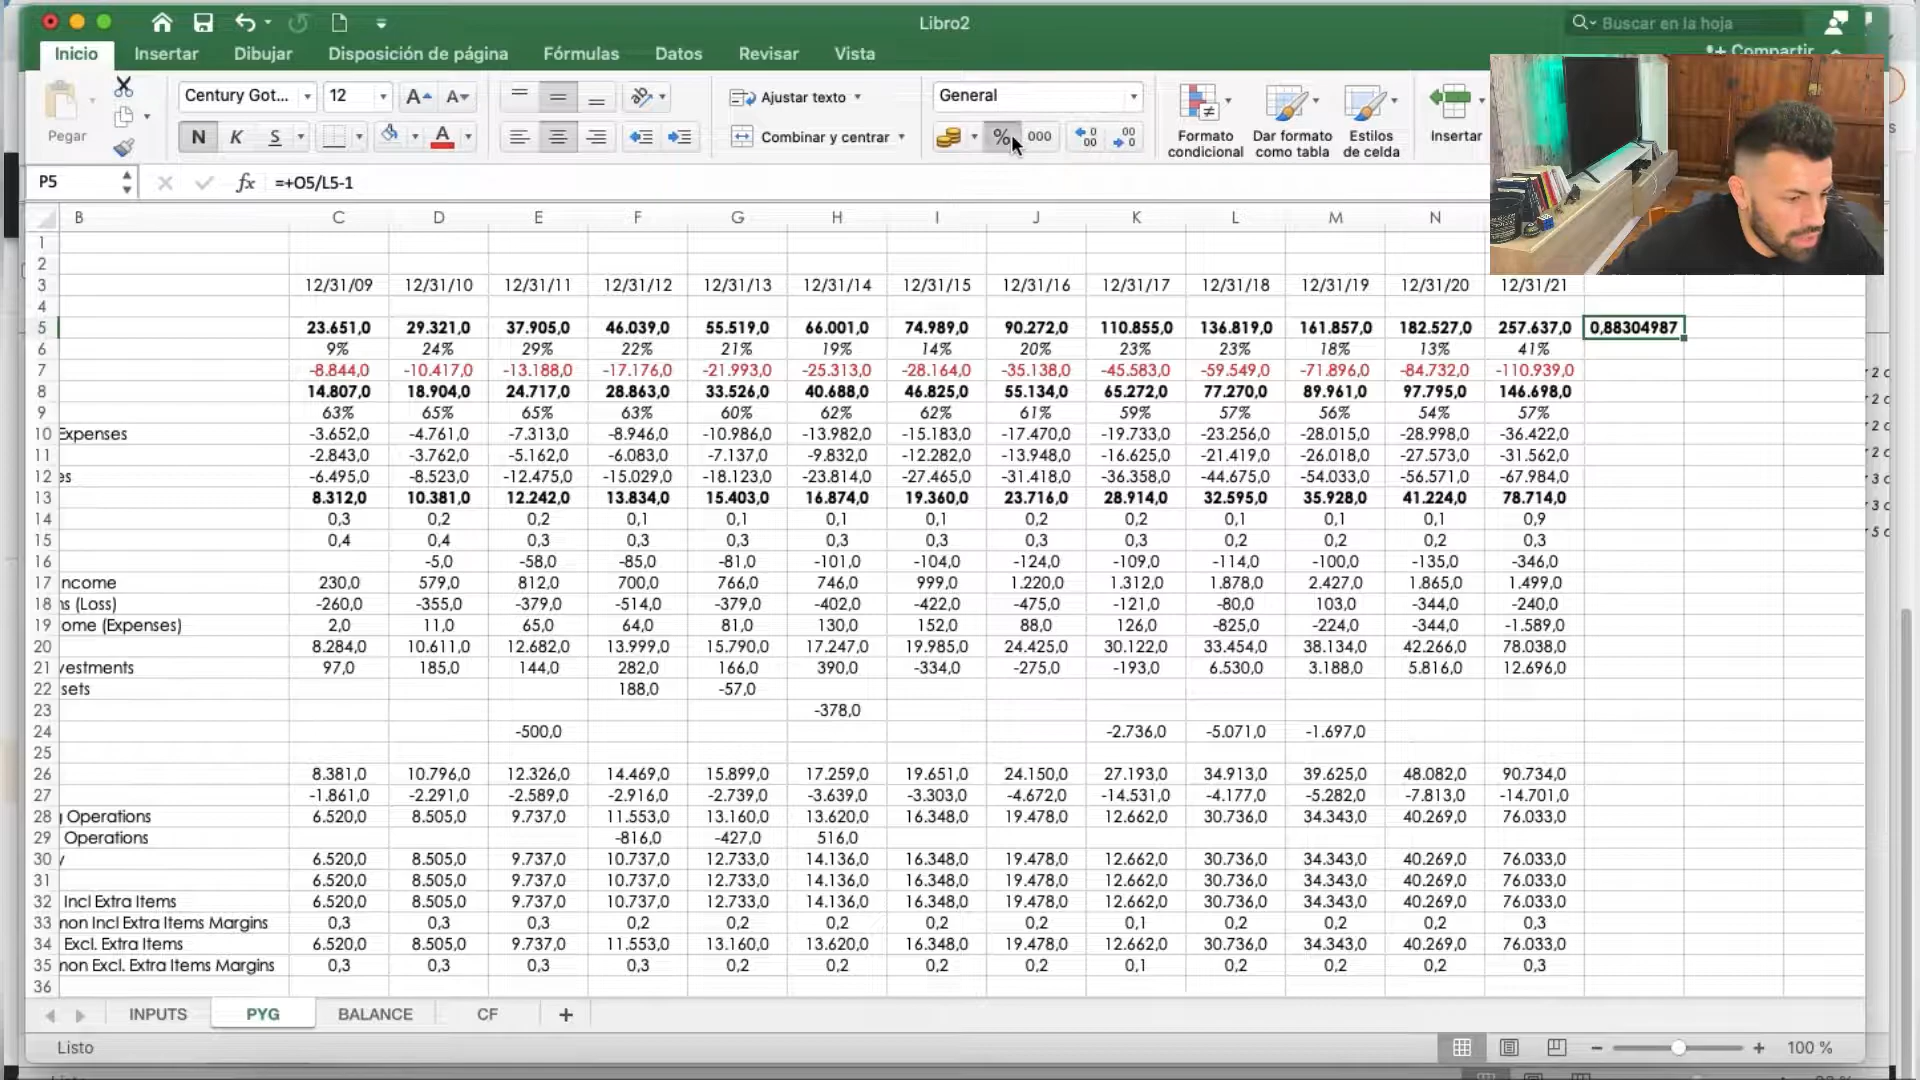 Libro2
Buscar en la hoja
Inicio Insertar Dibujar Disposición de página Fórmulas Datos Revisar Vista Compartir
Century Got... 12 Ajustar texto General
Pegar N K S Combinar y centrar % 000 Formato condicional Dar formato como tabla Estilos de celda Insertar
P5 fx =+O5/L5-1
B C D E F G H I J K L M N
1
2
3 12/31/09 12/31/10 12/31/11 12/31/12 12/31/13 12/31/14 12/31/15 12/31/16 12/31/17 12/31/18 12/31/19 12/31/20 12/31/21
4
5 23.651,0 29.321,0 37.905,0 46.039,0 55.519,0 66.001,0 74.989,0 90.272,0 110.855,0 136.819,0 161.857,0 182.527,0 257.637,0 0,88304987
6 9% 24% 29% 22% 21% 19% 14% 20% 23% 23% 18% 13% 41%
7 -8.844,0 -10.417,0 -13.188,0 -17.176,0 -21.993,0 -25.313,0 -28.164,0 -35.138,0 -45.583,0 -59.549,0 -71.896,0 -84.732,0 -110.939,0
8 14.807,0 18.904,0 24.717,0 28.863,0 33.526,0 40.688,0 46.825,0 55.134,0 65.272,0 77.270,0 89.961,0 97.795,0 146.698,0
9 63% 65% 65% 63% 60% 62% 62% 61% 59% 57% 56% 54% 57%
10 Expenses -3.652,0 -4.761,0 -7.313,0 -8.946,0 -10.986,0 -13.982,0 -15.183,0 -17.470,0 -19.733,0 -23.256,0 -28.015,0 -28.998,0 -36.422,0
11 -2.843,0 -3.762,0 -5.162,0 -6.083,0 -7.137,0 -9.832,0 -12.282,0 -13.948,0 -16.625,0 -21.419,0 -26.018,0 -27.573,0 -31.562,0
12 es -6.495,0 -8.523,0 -12.475,0 -15.029,0 -18.123,0 -23.814,0 -27.465,0 -31.418,0 -36.358,0 -44.675,0 -54.033,0 -56.571,0 -67.984,0
13 8.312,0 10.381,0 12.242,0 13.834,0 15.403,0 16.874,0 19.360,0 23.716,0 28.914,0 32.595,0 35.928,0 41.224,0 78.714,0
14 0,3 0,2 0,2 0,1 0,1 0,1 0,1 0,2 0,2 0,1 0,1 0,1 0,9
15 0,4 0,4 0,3 0,3 0,3 0,3 0,3 0,3 0,3 0,2 0,2 0,2 0,3
16 -5,0 -58,0 -85,0 -81,0 -101,0 -104,0 -124,0 -109,0 -114,0 -100,0 -135,0 -346,0
17 ncome 230,0 579,0 812,0 700,0 766,0 746,0 999,0 1.220,0 1.312,0 1.878,0 2.427,0 1.865,0 1.499,0
18 ns (Loss) -260,0 -355,0 -379,0 -514,0 -379,0 -402,0 -422,0 -475,0 -121,0 -80,0 103,0 -344,0 -240,0
19 ome (Expenses) 2,0 11,0 65,0 64,0 81,0 130,0 152,0 88,0 126,0 -825,0 -224,0 -344,0 -1.589,0
20 8.284,0 10.611,0 12.682,0 13.999,0 15.790,0 17.247,0 19.985,0 24.425,0 30.122,0 33.454,0 38.134,0 42.266,0 78.038,0
21 vestments 97,0 185,0 144,0 282,0 166,0 390,0 -334,0 -275,0 -193,0 6.530,0 3.188,0 5.816,0 12.696,0
22 sets 188,0 -57,0
23 -378,0
24 -500,0 -2.736,0 -5.071,0 -1.697,0
25
26 8.381,0 10.796,0 12.326,0 14.469,0 15.899,0 17.259,0 19.651,0 24.150,0 27.193,0 34.913,0 39.625,0 48.082,0 90.734,0
27 -1.861,0 -2.291,0 -2.589,0 -2.916,0 -2.739,0 -3.639,0 -3.303,0 -4.672,0 -14.531,0 -4.177,0 -5.282,0 -7.813,0 -14.701,0
28 Operations 6.520,0 8.505,0 9.737,0 11.553,0 13.160,0 13.620,0 16.348,0 19.478,0 12.662,0 30.736,0 34.343,0 40.269,0 76.033,0
29 Operations -816,0 -427,0 516,0
30 6.520,0 8.505,0 9.737,0 10.737,0 12.733,0 14.136,0 16.348,0 19.478,0 12.662,0 30.736,0 34.343,0 40.269,0 76.033,0
31 6.520,0 8.505,0 9.737,0 10.737,0 12.733,0 14.136,0 16.348,0 19.478,0 12.662,0 30.736,0 34.343,0 40.269,0 76.033,0
32 Incl Extra Items 6.520,0 8.505,0 9.737,0 10.737,0 12.733,0 14.136,0 16.348,0 19.478,0 12.662,0 30.736,0 34.343,0 40.269,0 76.033,0
33 mon Incl Extra Items Margins 0,3 0,3 0,3 0,2 0,2 0,2 0,2 0,2 0,1 0,2 0,2 0,2 0,3
34 Excl. Extra Items 6.520,0 8.505,0 9.737,0 11.553,0 13.160,0 13.620,0 16.348,0 19.478,0 12.662,0 30.736,0 34.343,0 40.269,0 76.033,0
35 mon Excl. Extra Items Margins 0,3 0,3 0,3 0,3 0,2 0,2 0,2 0,2 0,1 0,2 0,2 0,2 0,3
36
INPUTS PYG BALANCE CF
Listo 100 %